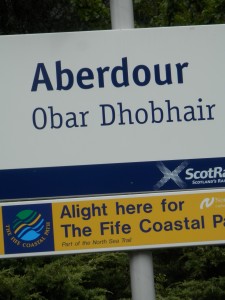 Aberdour
Obar Dhobhair
ScotRa
SCOTLAND'S RA
Alight here for
The Fife Coastal Pa
Part of the North Sea Trail
THE FIFE COASTAL PATH